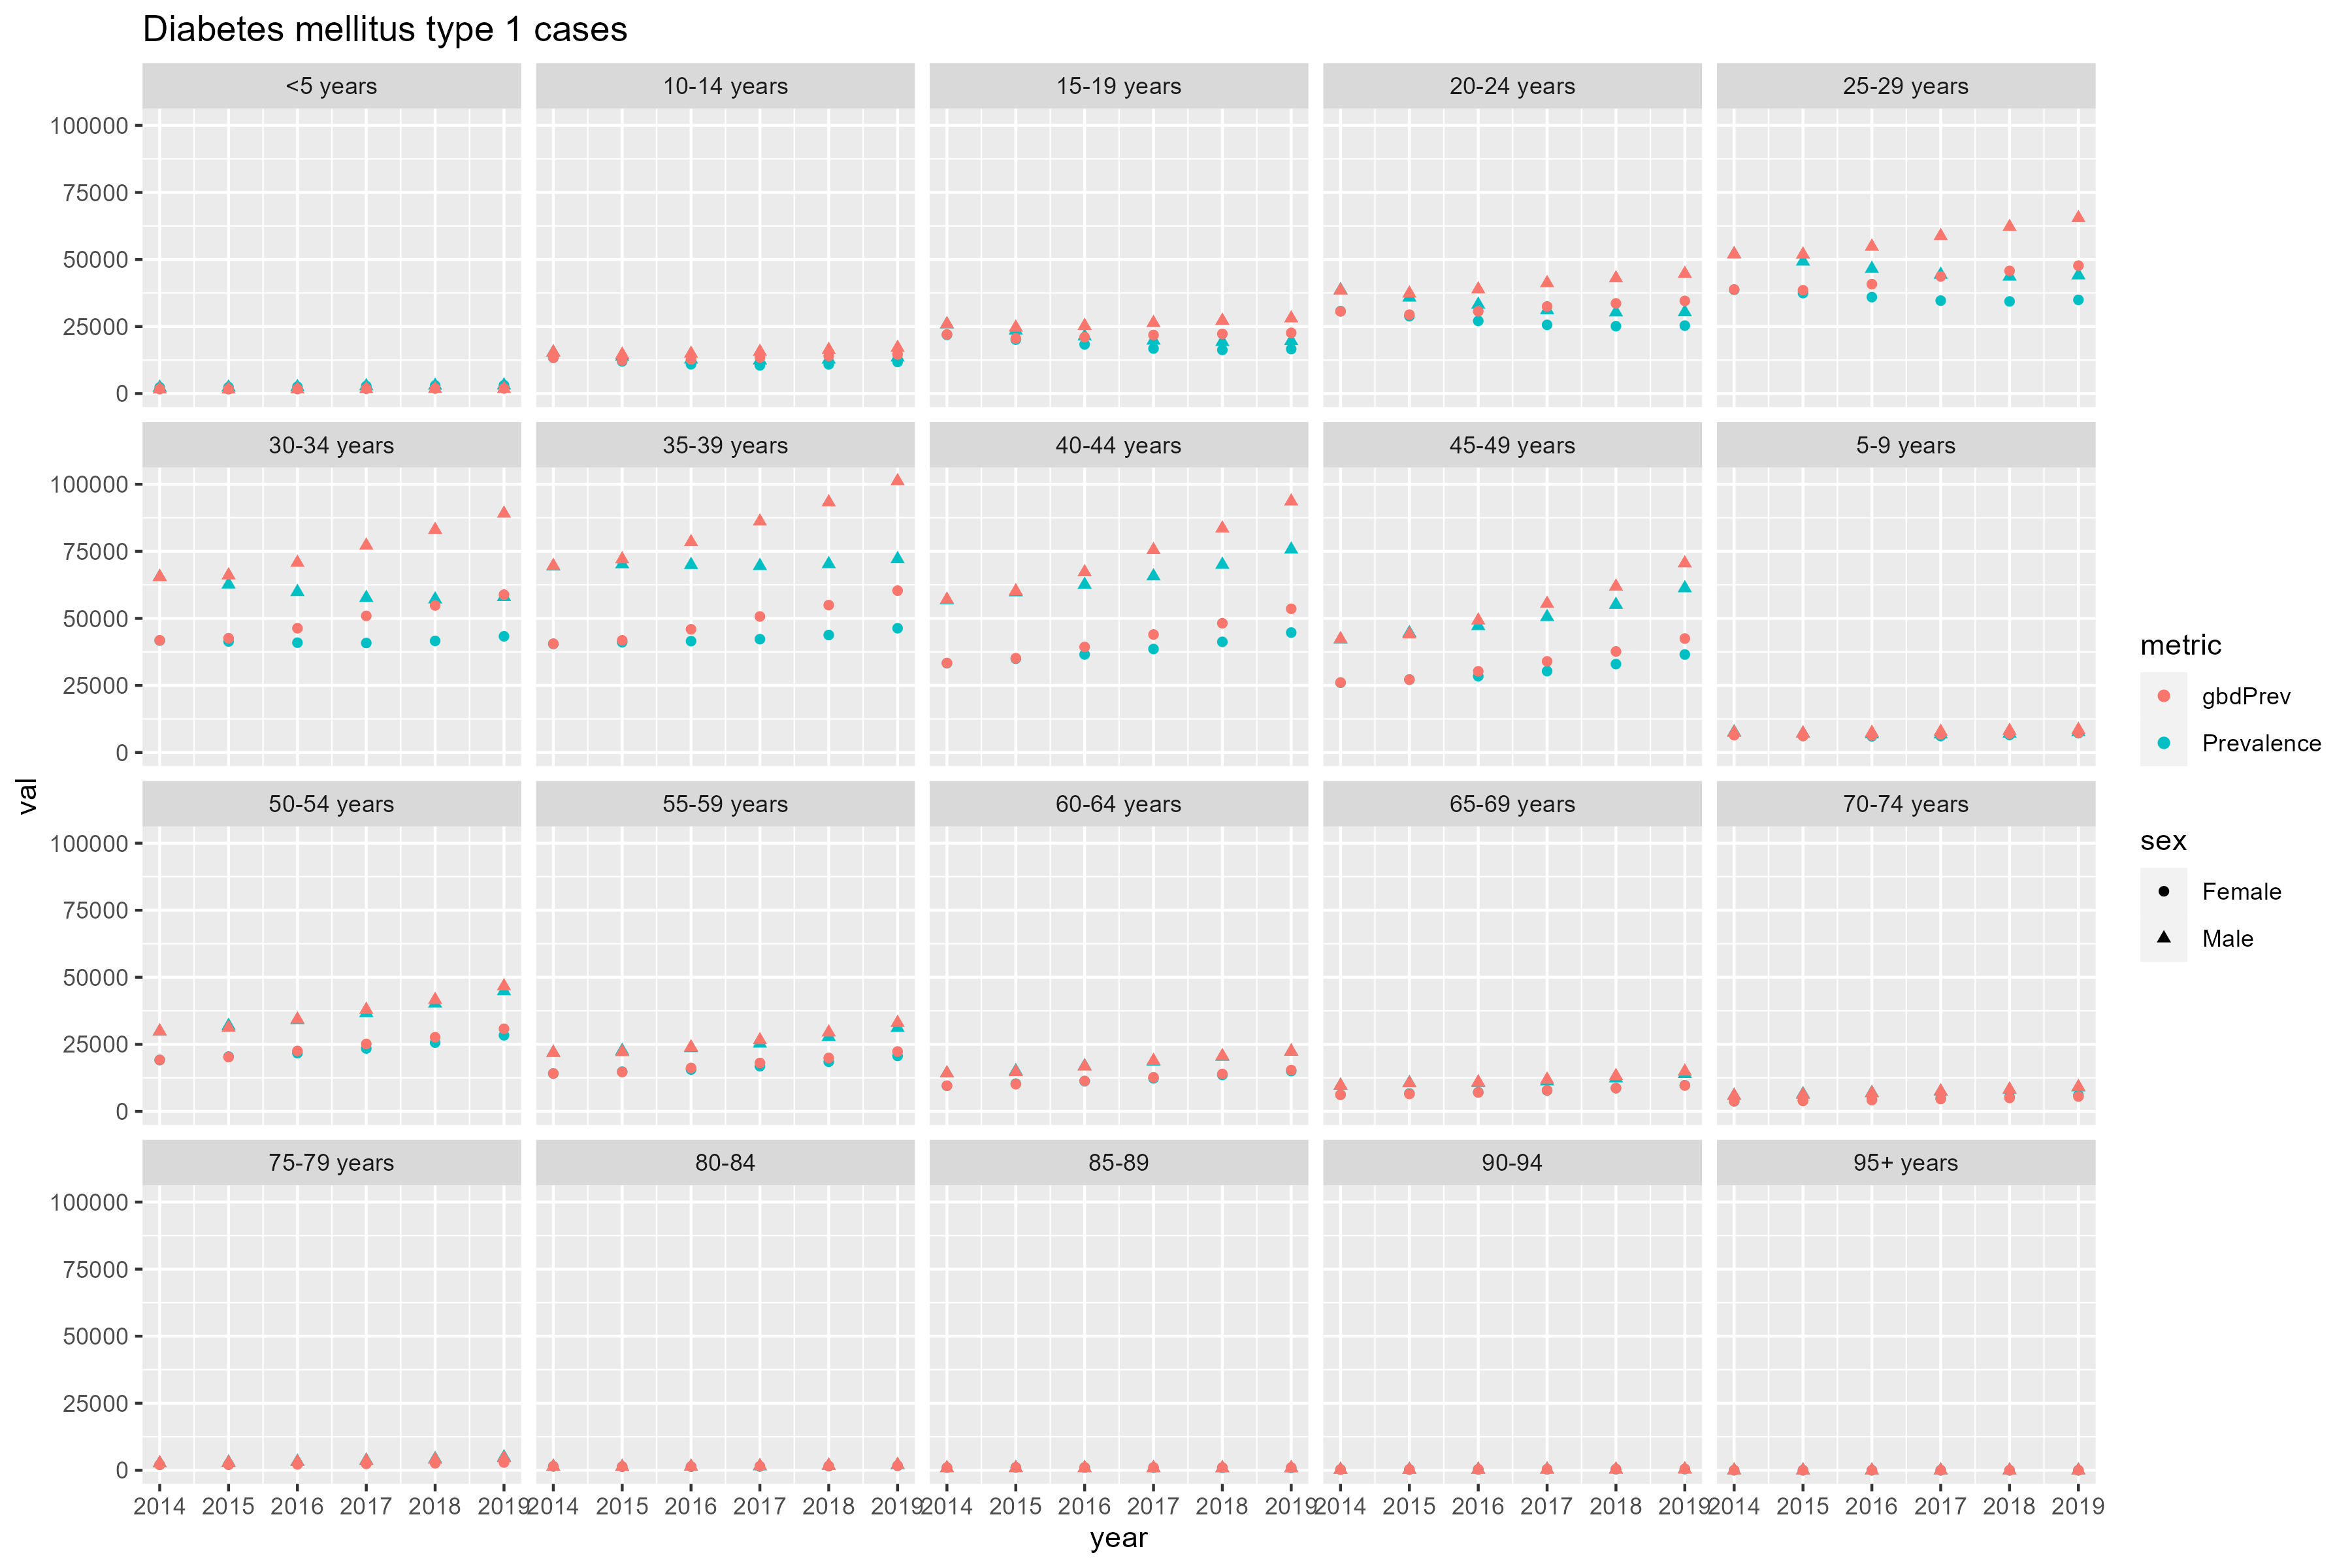 Diabetes mellitus type 1 cases
<5 years 10-14 years 15-19 years 20-24 years 25-29 years
100000
75000
50000
25000
0
30-34 years 35-39 years 40-44 years 45-49 years 5-9 years
100000
75000
50000
25000
0
50-54 years 55-59 years 60-64 years 65-69 years 70-74 years
100000
75000
50000
25000
0
75-79 years 80-84 85-89 90-94 95+ years
100000
75000
50000
25000
0
2014 2015 2016 2017 2018 2019 2014 2015 2016 2017 2018 2019 2014 2015 2016 2017 2018 2019 2014 2015 2016 2017 2018 2019 2014 2015 2016 2017 2018 2019
year
val
metric
gbdPrev
Prevalence
sex
Female
Male